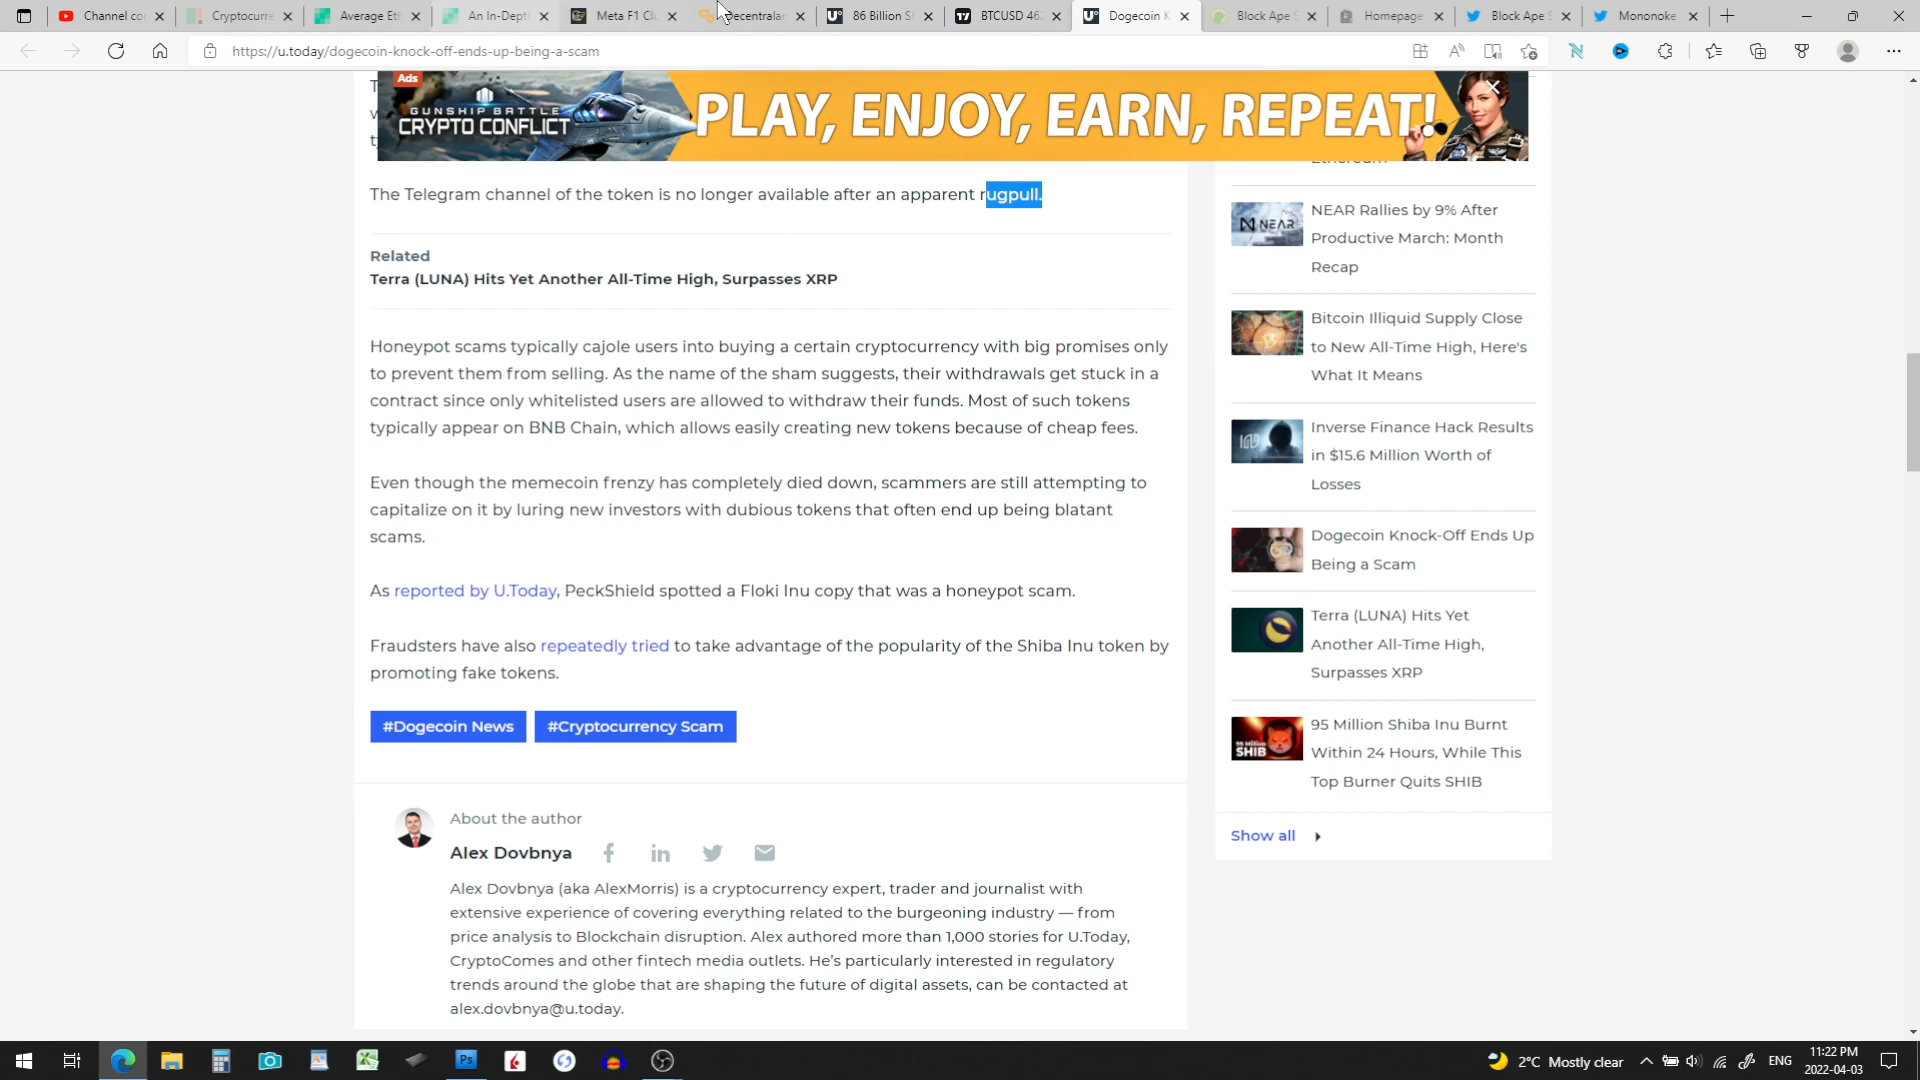 Channel co
Cryptocurre
Average Eth
An In-Dept
Meta F1 Clu
Decentralan
86 Billion S
BTCUSD 46
Dogecoin K
Block Ape S
Homepage
Block Ape S
Mononoke
https://u.today/dogecoin-knock-off-ends-up-being-a-scam
Ads
GUNSHIP BATTLE
CRYPTO CONFLICT
PLAY, ENJOY, EARN, REPEAT!
The Telegram channel of the token is no longer available after an apparent rugpull.
Related
Terra (LUNA) Hits Yet Another All-Time High, Surpasses XRP
Honeypot scams typically cajole users into buying a certain cryptocurrency with big promises only
to prevent them from selling. As the name of the sham suggests, their withdrawals get stuck in a
contract since only whitelisted users are allowed to withdraw their funds. Most of such tokens
typically appear on BNB Chain, which allows easily creating new tokens because of cheap fees.
Even though the memecoin frenzy has completely died down, scammers are still attempting to
capitalize on it by luring new investors with dubious tokens that often end up being blatant
scams.
As reported by U.Today, PeckShield spotted a Floki Inu copy that was a honeypot scam.
Fraudsters have also repeatedly tried to take advantage of the popularity of the Shiba Inu token by
promoting fake tokens.
#Dogecoin News
#Cryptocurrency Scam
About the author
Alex Dovbnya
Alex Dovbnya (aka AlexMorris) is a cryptocurrency expert, trader and journalist with
extensive experience of covering everything related to the burgeoning industry — from
price analysis to Blockchain disruption. Alex authored more than 1,000 stories for U.Today,
CryptoComes and other fintech media outlets. He's particularly interested in regulatory
trends around the globe that are shaping the future of digital assets, can be contacted at
alex.dovbnya@u.today.
Ethereum
NEAR
NEAR Rallies by 9% After
Productive March: Month
Recap
Bitcoin Illiquid Supply Close
to New All-Time High, Here's
What It Means
Inverse Finance Hack Results
in $15.6 Million Worth of
Losses
Dogecoin Knock-Off Ends Up
Being a Scam
Terra (LUNA) Hits Yet
Another All-Time High,
Surpasses XRP
95 Million
SHIB
95 Million Shiba Inu Burnt
Within 24 Hours, While This
Top Burner Quits SHIB
Show all
Ps
2°C Mostly clear
ENG
11:22 PM
2022-04-03